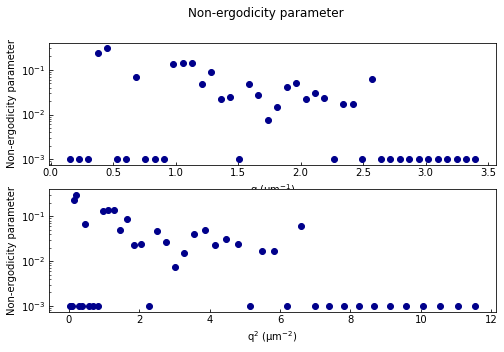 Non-ergodicity parameter
Non-ergodicity parameter
10⁻¹
10⁻²
10⁻³
0.0 0.5 1.0 1.5 2.0 2.5 3.0 3.5
q (μm⁻¹)
Non-ergodicity parameter
10⁻¹
10⁻²
10⁻³
0 2 4 6 8 10 12
q² (μm⁻²)